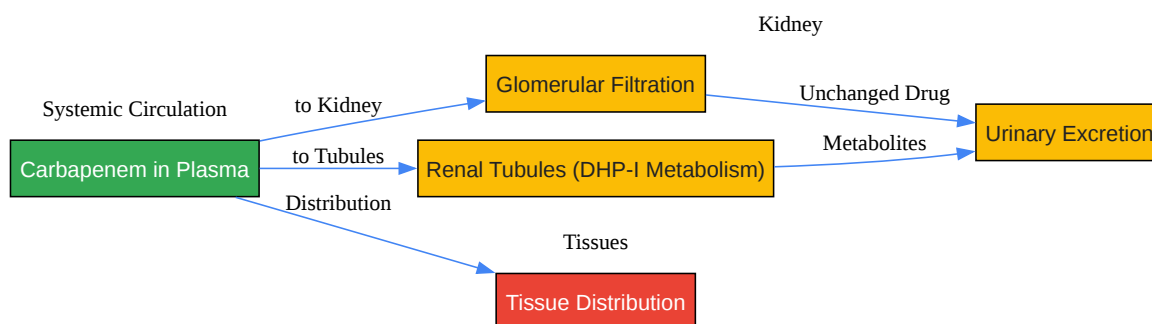 Kidney
Systemic Circulation
to Kidney
Glomerular Filtration
Unchanged Drug
Carbapenem in Plasma
to Tubules
Renal Tubules (DHP-I Metabolism)
Metabolites
Urinary Excretion
Distribution
Tissues
Tissue Distribution